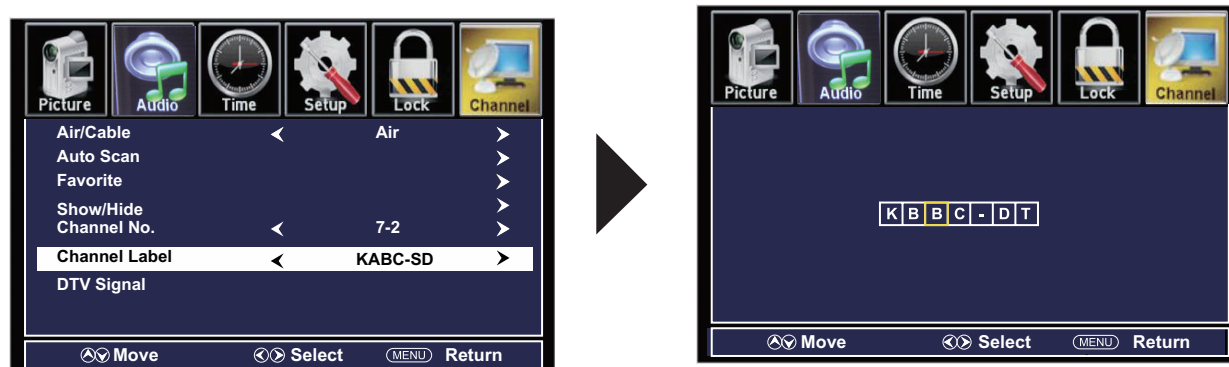 Picture Audio Time Setup Lock Channel
Air/Cable Air
Auto Scan
Favorite
Show/Hide
Channel No. 7-2
Channel Label KABC-SD
DTV Signal
Move Select MENU Return
Picture Audio Time Setup Lock Channel
KBBC-DT
Move Select MENU Return